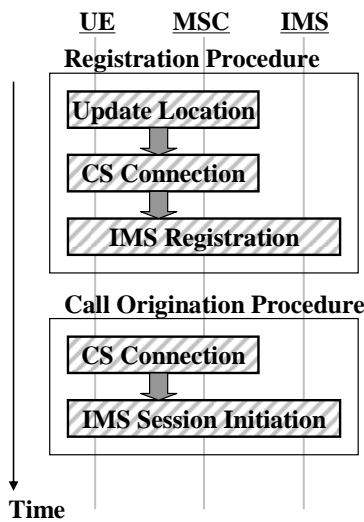 UE MSC IMS
Registration Procedure
Update Location
CS Connection
IMS Registration
Call Origination Procedure
CS Connection
IMS Session Initiation
Time